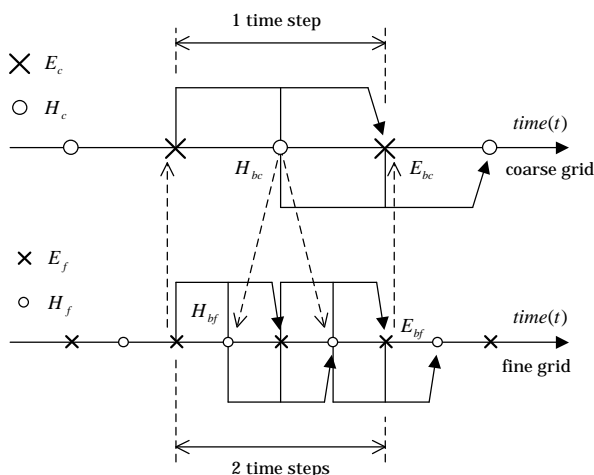 1 time step
E_c
H_c
time(t)
H_bc
E_bc
coarse grid
E_f
H_f
H_bf
E_bf
time(t)
fine grid
2 time steps